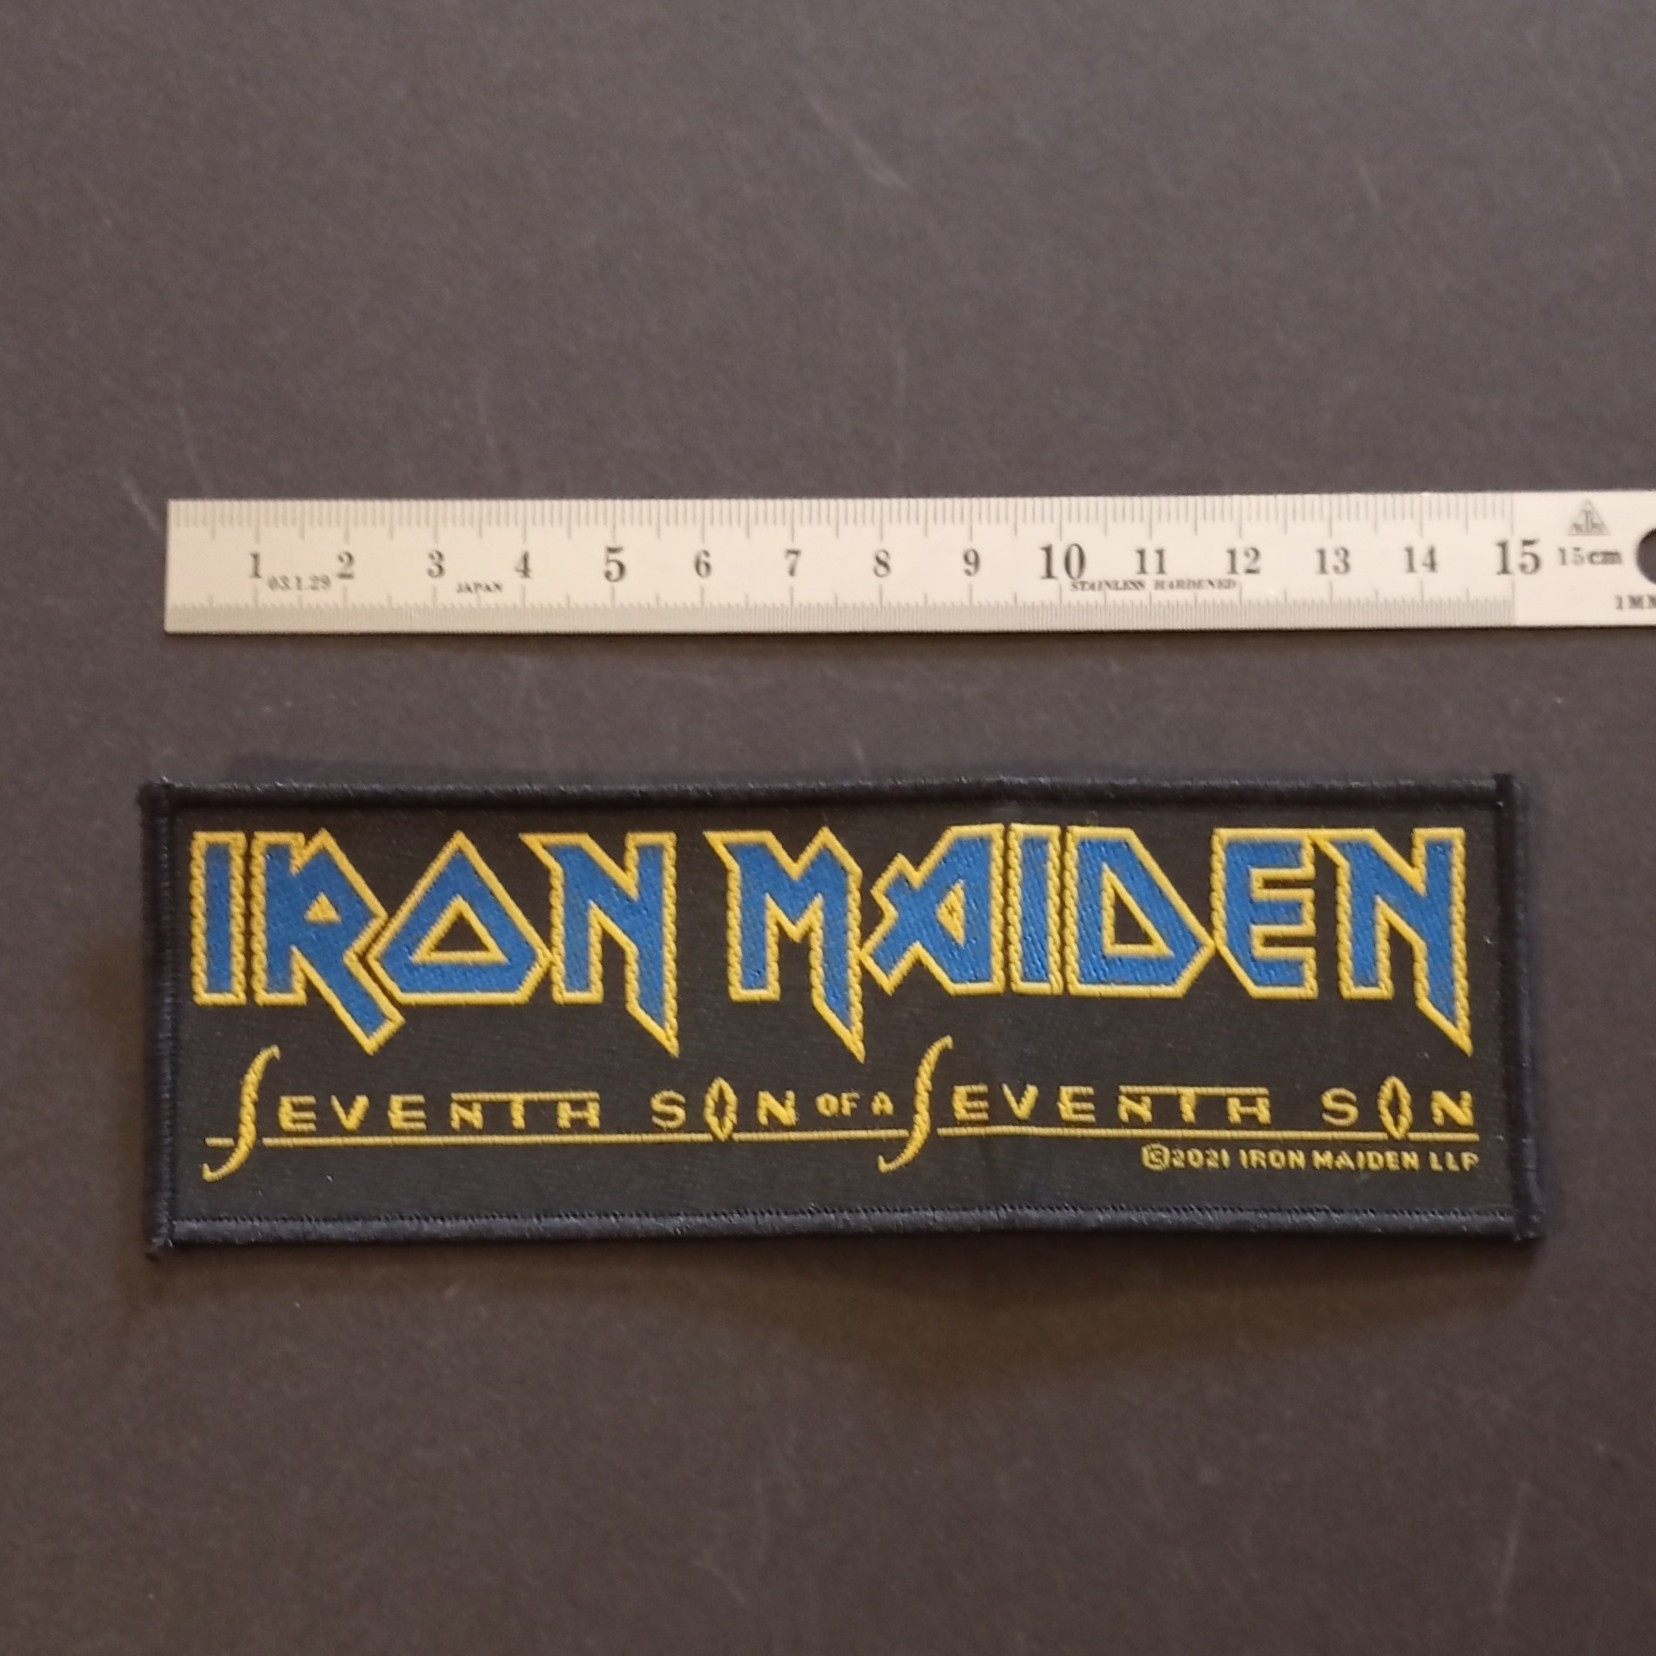 1 2 3 4 5 6 7 8 9 10 11 12 13 14 15 15cm
03.1.29 JAPAN STAINLESS HARDENED
IRON MAIDEN
SEVENTH SON OF A SEVENTH SON
©2021 IRON MAIDEN LLP